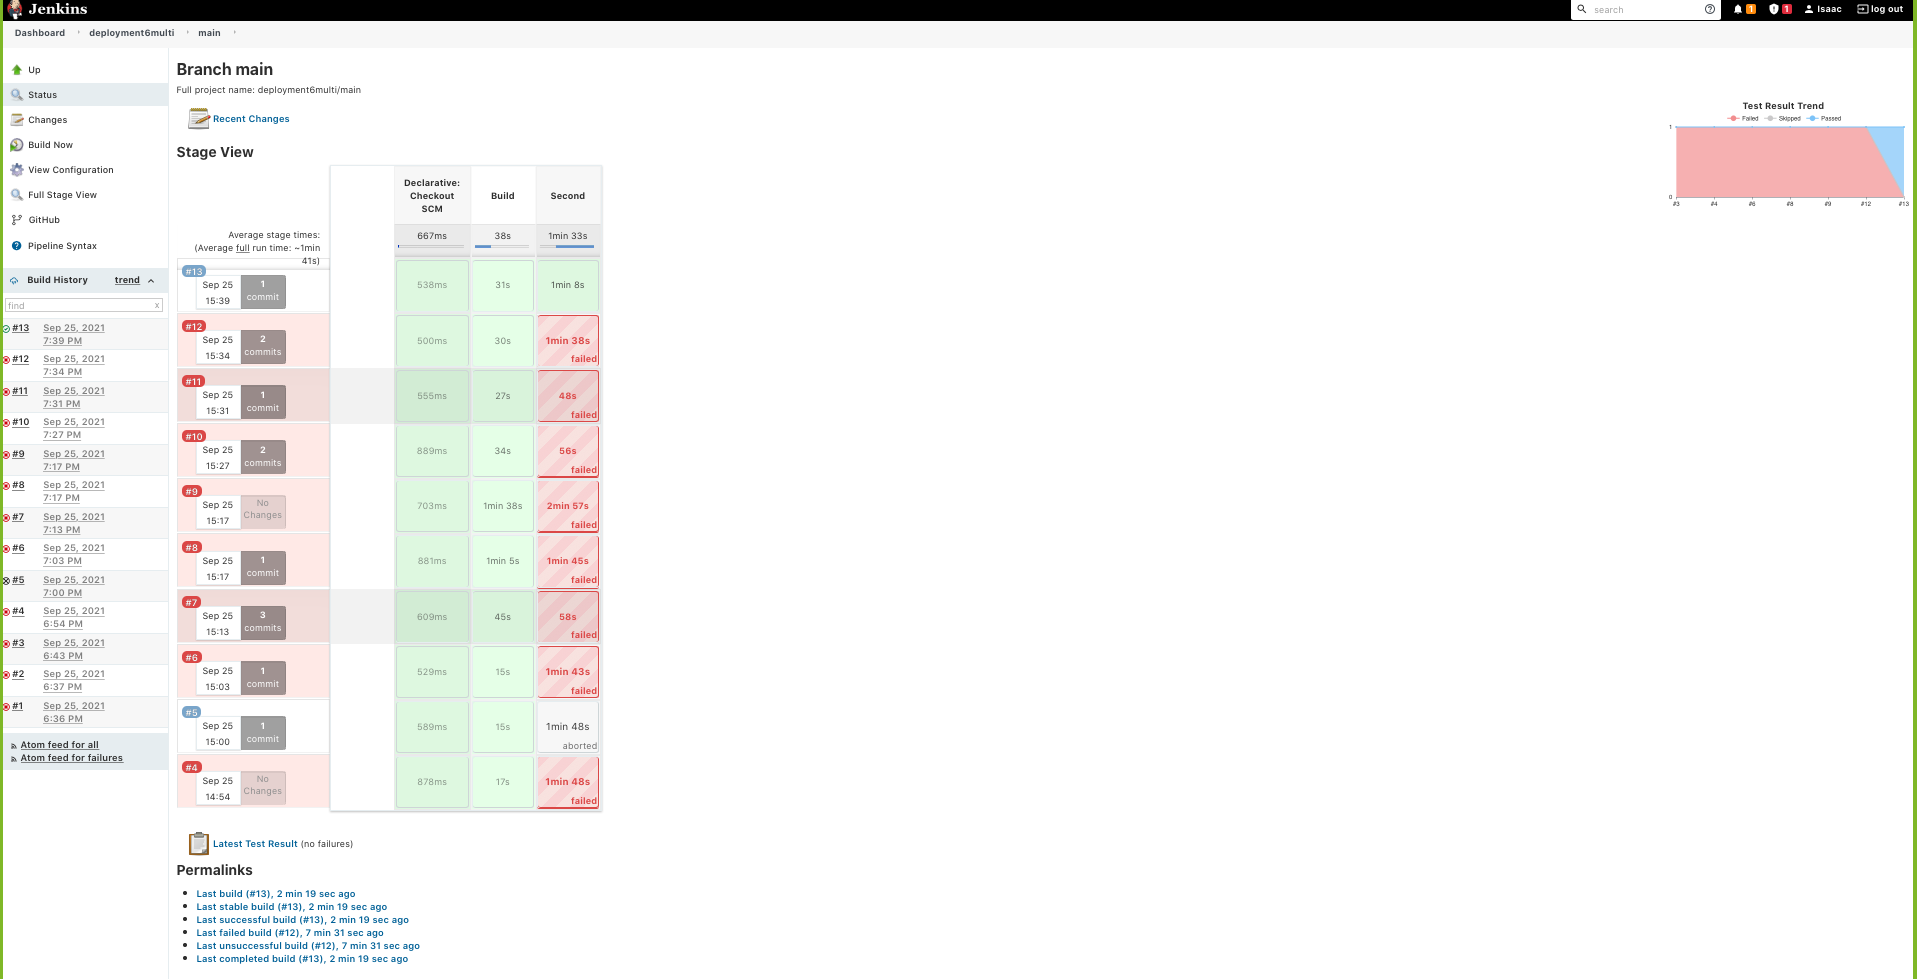 Jenkins
search
1
1
Isaac
log out
Dashboard
deployment6multi
main
Up
Status
Changes
Build Now
View Configuration
Full Stage View
GitHub
Pipeline Syntax
Build History
trend
find
x
#13 Sep 25, 2021
7:39 PM
#12 Sep 25, 2021
7:34 PM
#11 Sep 25, 2021
7:31 PM
#10 Sep 25, 2021
7:27 PM
#9 Sep 25, 2021
7:17 PM
#8 Sep 25, 2021
7:17 PM
#7 Sep 25, 2021
7:13 PM
#6 Sep 25, 2021
7:03 PM
#5 Sep 25, 2021
7:00 PM
#4 Sep 25, 2021
6:54 PM
#3 Sep 25, 2021
6:43 PM
#2 Sep 25, 2021
6:37 PM
#1 Sep 25, 2021
6:36 PM
Atom feed for all
Atom feed for failures
Branch main
Full project name: deployment6multi/main
Recent Changes
Stage View
Declarative:
Checkout
SCM
Build
Second
Average stage times:
(Average full run time: ~1min
41s)
667ms
38s
1min 33s
#13
Sep 25
15:39
1
commit
538ms
31s
1min 8s
#12
Sep 25
15:34
2
commits
500ms
30s
1min 38s
failed
#11
Sep 25
15:31
1
commit
555ms
27s
48s
failed
#10
Sep 25
15:27
2
commits
889ms
34s
56s
failed
#9
Sep 25
15:17
No
Changes
703ms
1min 38s
2min 57s
failed
#8
Sep 25
15:17
1
commit
881ms
1min 5s
1min 45s
failed
#7
Sep 25
15:13
3
commits
609ms
45s
58s
failed
#6
Sep 25
15:03
1
commit
529ms
15s
1min 43s
failed
#5
Sep 25
15:00
1
commit
589ms
15s
1min 48s
aborted
#4
Sep 25
14:54
No
Changes
878ms
17s
1min 48s
failed
Latest Test Result (no failures)
Permalinks
Last build (#13), 2 min 19 sec ago
Last stable build (#13), 2 min 19 sec ago
Last successful build (#13), 2 min 19 sec ago
Last failed build (#12), 7 min 31 sec ago
Last unsuccessful build (#12), 7 min 31 sec ago
Last completed build (#13), 2 min 19 sec ago
Test Result Trend
Failed Skipped Passed
1
0
#3 #4 #6 #8 #9 #12 #13